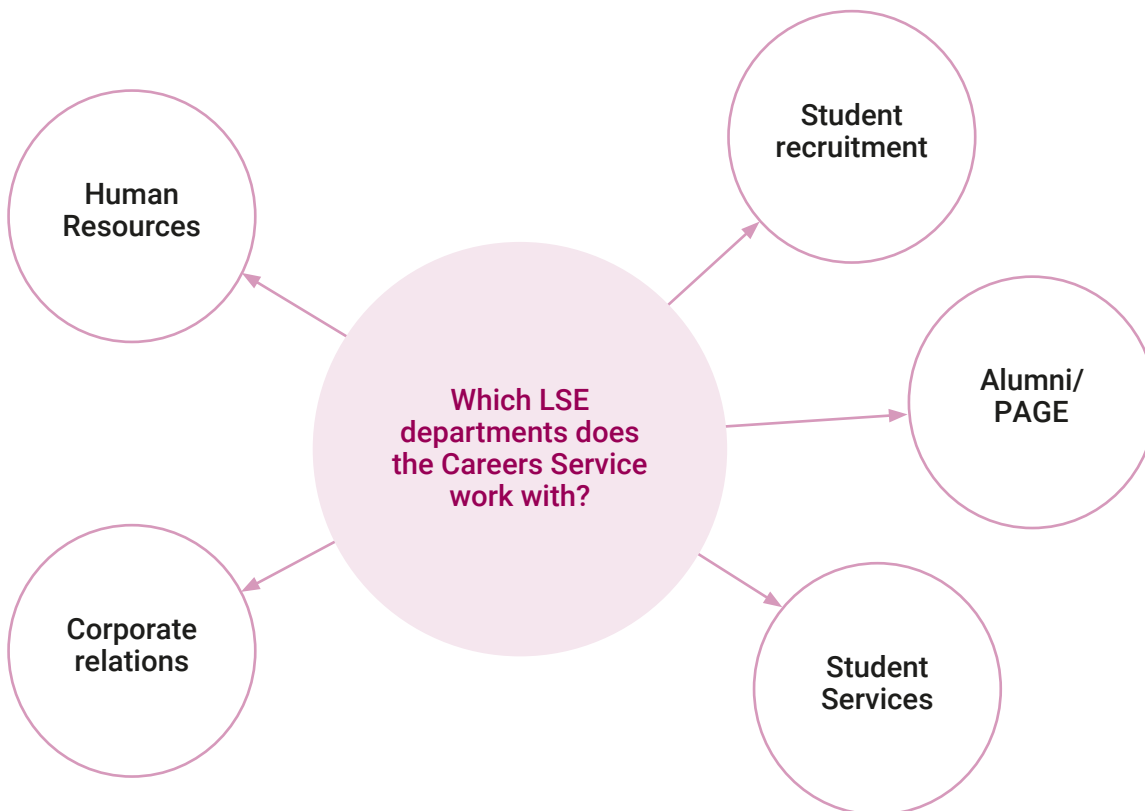 Student
recruitment
Human
Resources
Alumni/
PAGE
Which LSE
departments does
the Careers Service
work with?
Corporate
relations
Student
Services